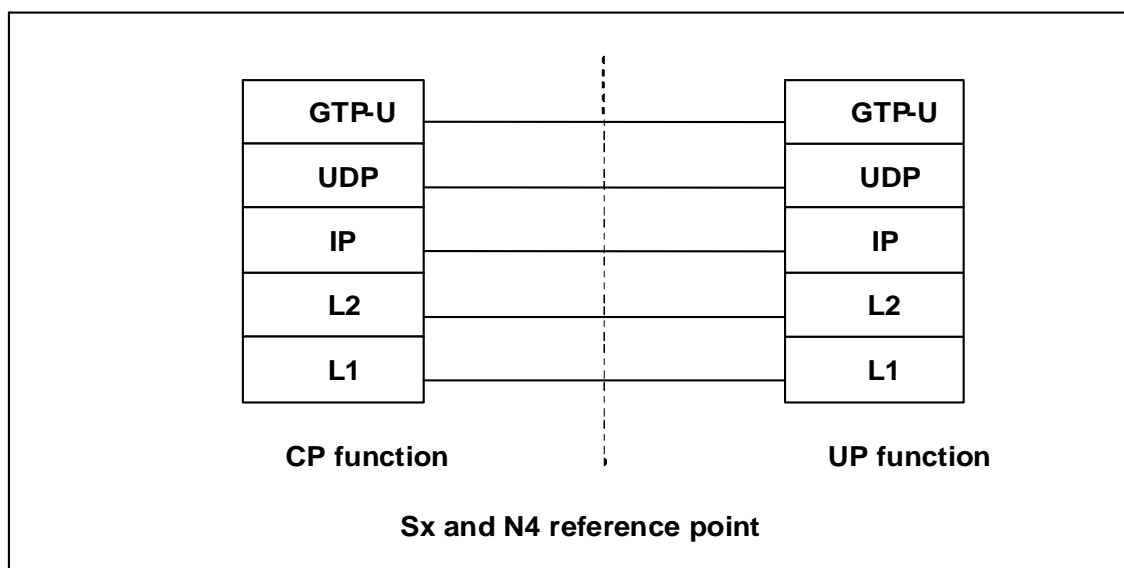 GTP-U GTP-U
UDP UDP
IP IP
L2 L2
L1 L1
CP function UP function
Sx and N4 reference point